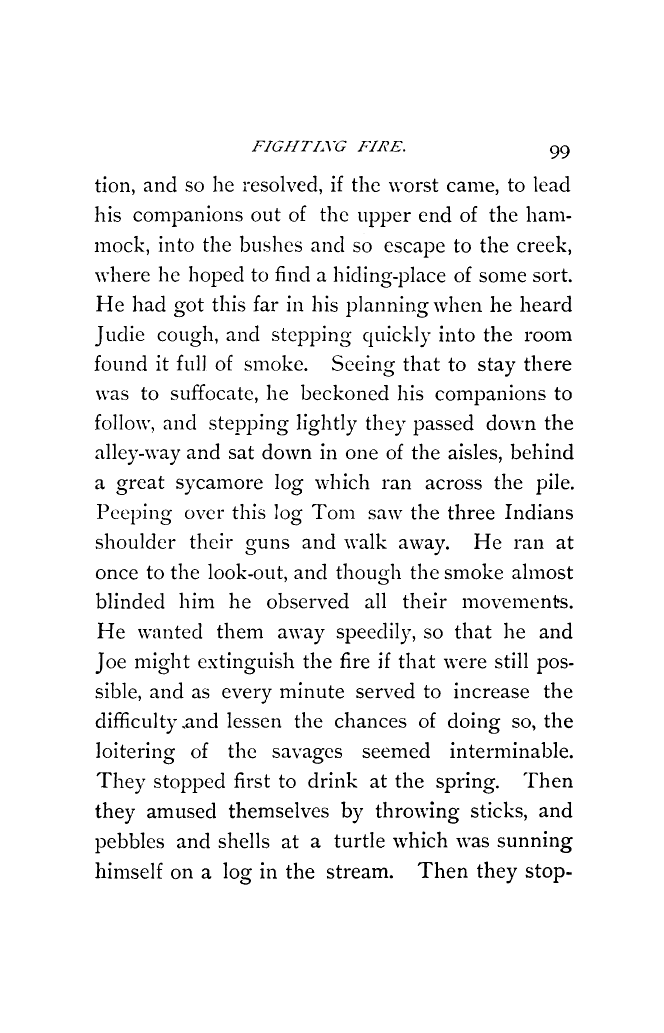 FIGHTING FIRE. 99
tion, and so he resolved, if the worst came, to lead
his companions out of the upper end of the ham-
mock, into the bushes and so escape to the creek,
where he hoped to find a hiding-place of some sort.
He had got this far in his planning when he heard
Judie cough, and stepping quickly into the room
found it full of smoke. Seeing that to stay there
was to suffocate, he beckoned his companions to
follow, and stepping lightly they passed down the
alley-way and sat down in one of the aisles, behind
a great sycamore log which ran across the pile.
Peeping over this log Tom saw the three Indians
shoulder their guns and walk away. He ran at
once to the look-out, and though the smoke almost
blinded him he observed all their movements.
He wanted them away speedily, so that he and
Joe might extinguish the fire if that were still pos-
sible, and as every minute served to increase the
difficulty and lessen the chances of doing so, the
loitering of the savages seemed interminable.
They stopped first to drink at the spring. Then
they amused themselves by throwing sticks, and
pebbles and shells at a turtle which was sunning
himself on a log in the stream. Then they stop-